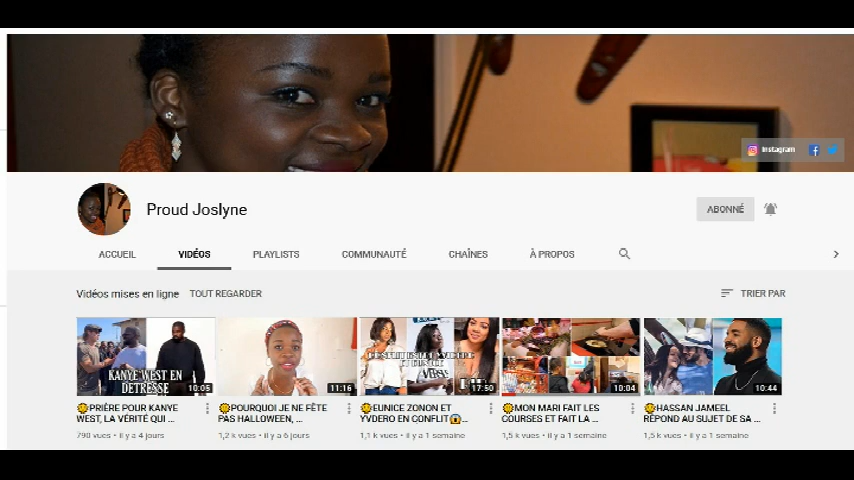 Instagram
Proud Joslyne
ABONNÉ
ACCUEIL VIDÉOS PLAYLISTS COMMUNAUTÉ CHAÎNES À PROPOS
Vidéos mises en ligne TOUT REGARDER TRIER PAR
KANYE WEST EN
DÉTRESSE
10:05
11:16
17:50
10:04
10:44
PRIÈRE POUR KANYE
WEST, LA VÉRITÉ QUI ...
790 vues • il y a 4 jours
POURQUOI JE NE FÊTE
PAS HALLOWEEN, ...
1,2 k vues • il y a 6 jours
EUNICE ZONON ET
YVDERO EN CONFLIT😱...
1,1 k vues • il y a 1 semaine
MON MARI FAIT LES
COURSES ET FAIT LA ...
1,5 k vues • il y a 1 semaine
HASSAN JAMEEL
RÉPOND AU SUJET DE SA ...
1,5 k vues • il y a 1 semaine